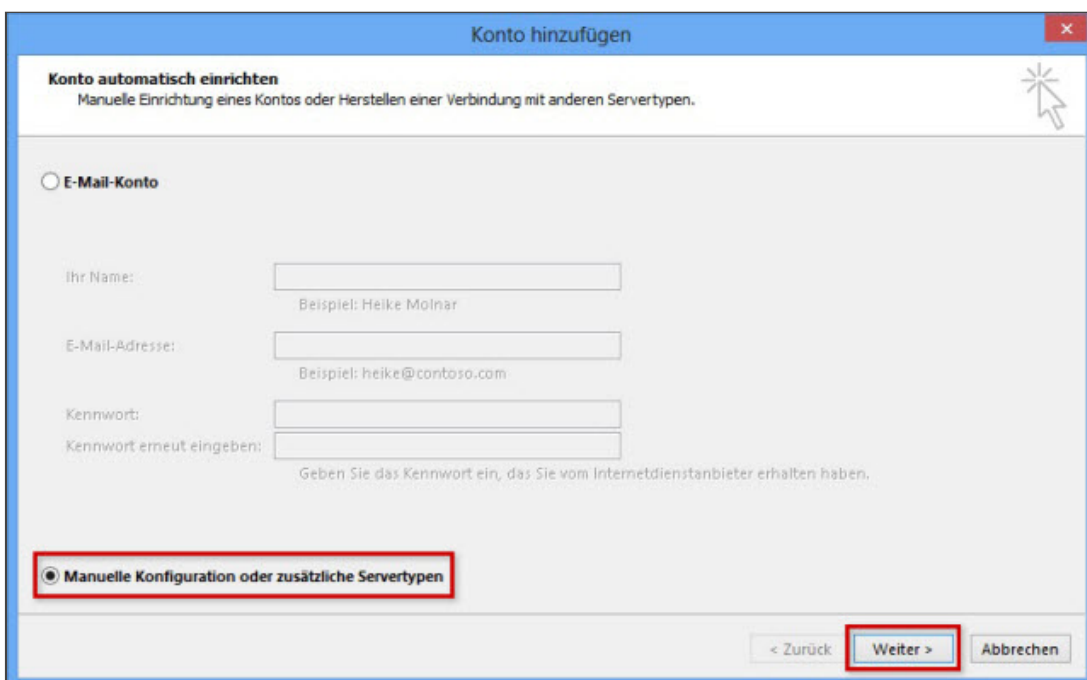 Konto hinzufügen
Konto automatisch einrichten
Manuelle Einrichtung eines Kontos oder Herstellen einer Verbindung mit anderen Servertypen.
E-Mail-Konto
Ihr Name:
Beispiel: Heike Molnar
E-Mail-Adresse:
Beispiel: heike@contoso.com
Kennwort:
Kennwort erneut eingeben:
Geben Sie das Kennwort ein, das Sie vom Internetdienstanbieter erhalten haben.
Manuelle Konfiguration oder zusätzliche Servertypen
< Zurück Weiter > Abbrechen